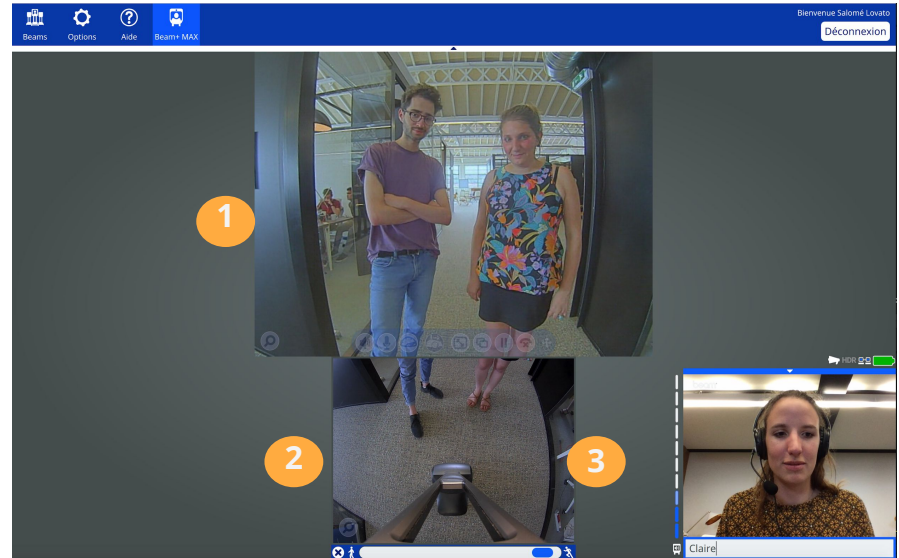 Bienvenue Salomé Lovato
Beams
Options
Aide
Beam+ MAX
Déconnexion
1
2
3
HDR
Claire